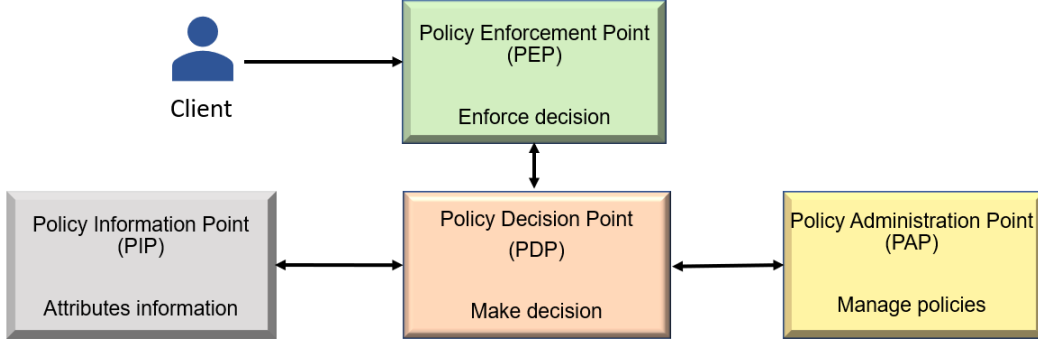 Policy Enforcement Point
(PEP)
Enforce decision
Client
Policy Information Point
(PIP)
Attributes information
Policy Decision Point
(PDP)
Make decision
Policy Administration Point
(PAP)
Manage policies